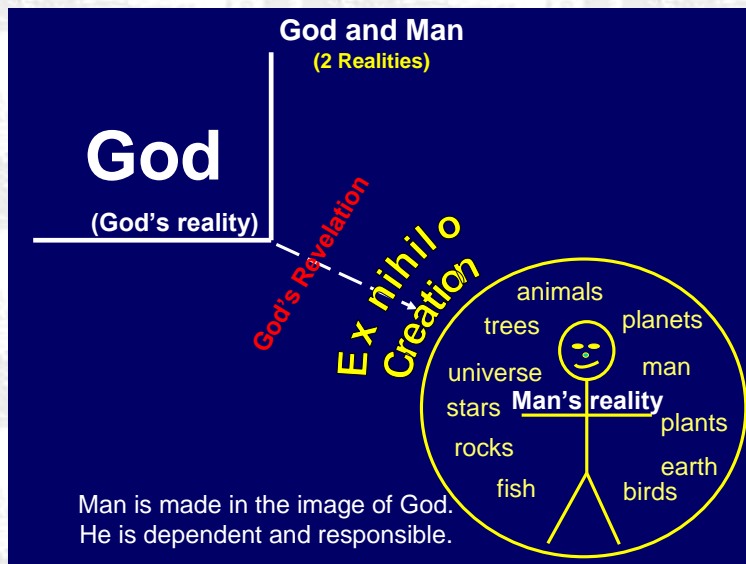 God and Man
(2 Realities)
God
(God's reality)
God's Revelation
Ex nihilo
Creation
animals
trees
planets
universe
man
stars
Man's reality
plants
rocks
earth
fish
birds
Man is made in the image of God.
He is dependent and responsible.